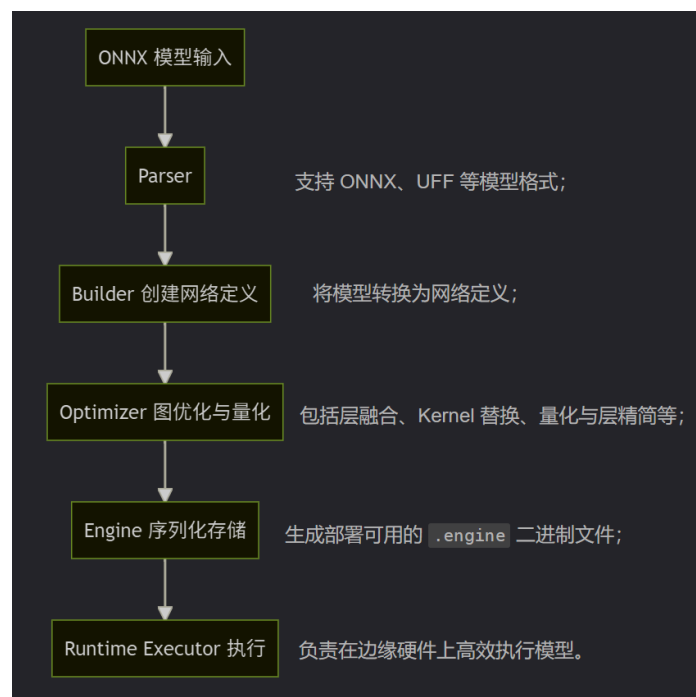 ONNX 模型输入
Parser
支持 ONNX、UFF 等模型格式；
Builder 创建网络定义
将模型转换为网络定义；
Optimizer 图优化与量化
包括层融合、Kernel 替换、量化与层精简等；
Engine 序列化存储
生成部署可用的 .engine 二进制文件；
Runtime Executor 执行
负责在边缘硬件上高效执行模型。